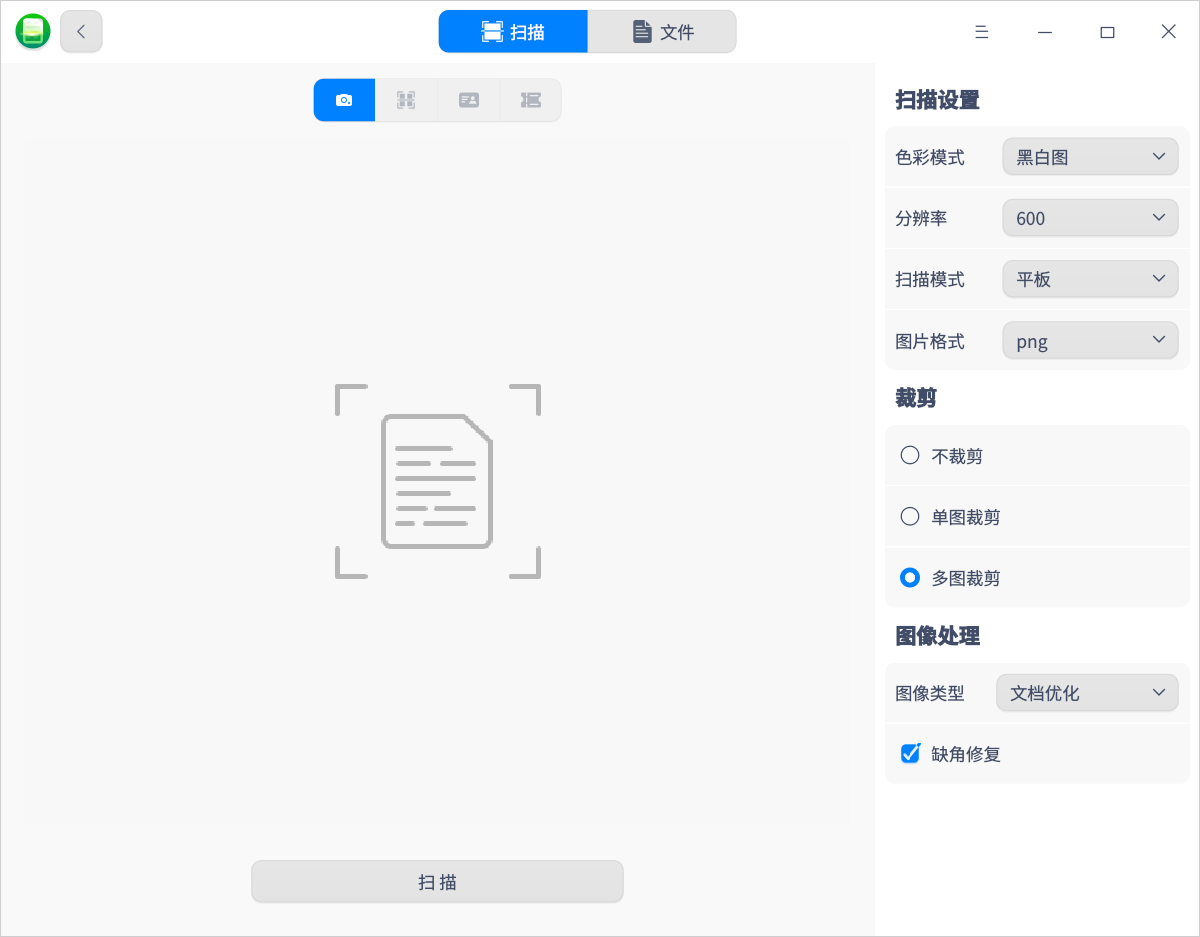 扫描 文件
扫描设置
色彩模式 黑白图
分辨率 600
扫描模式 平板
图片格式 png
裁剪
不裁剪
单图裁剪
多图裁剪
图像处理
图像类型 文档优化
缺角修复
扫 描